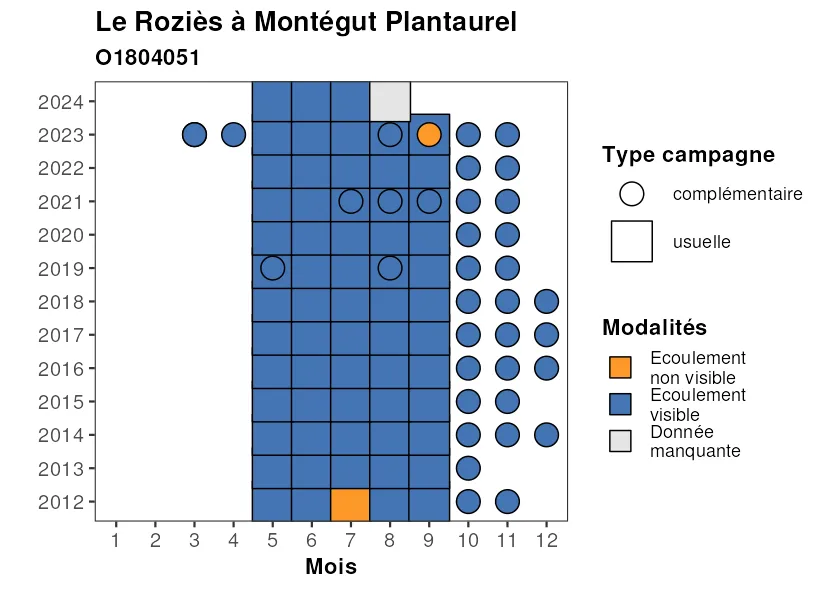 Le Roziès à Montégut Plantaurel
O1804051
2024
2023
2022
2021
2020
2019
2018
2017
2016
2015
2014
2013
2012
1 2 3 4 5 6 7 8 9 10 11 12
Mois
Type campagne
complémentaire
usuelle
Modalités
Ecoulement
non visible
Ecoulement
visible
Donnée
manquante